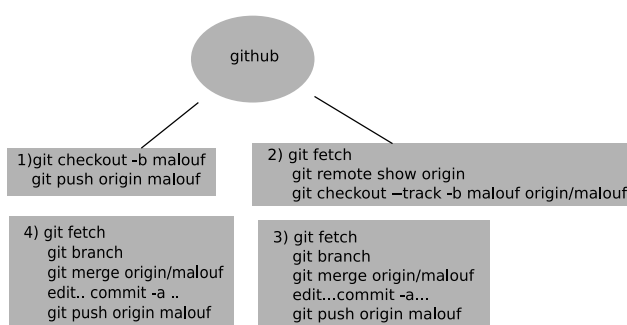 github
1)git checkout -b malouf
git push origin malouf
2) git fetch
git remote show origin
git checkout –track -b malouf origin/malouf
4) git fetch
git branch
git merge origin/malouf
edit.. commit -a ..
git push origin malouf
3) git fetch
git branch
git merge origin/malouf
edit...commit -a...
git push origin malouf